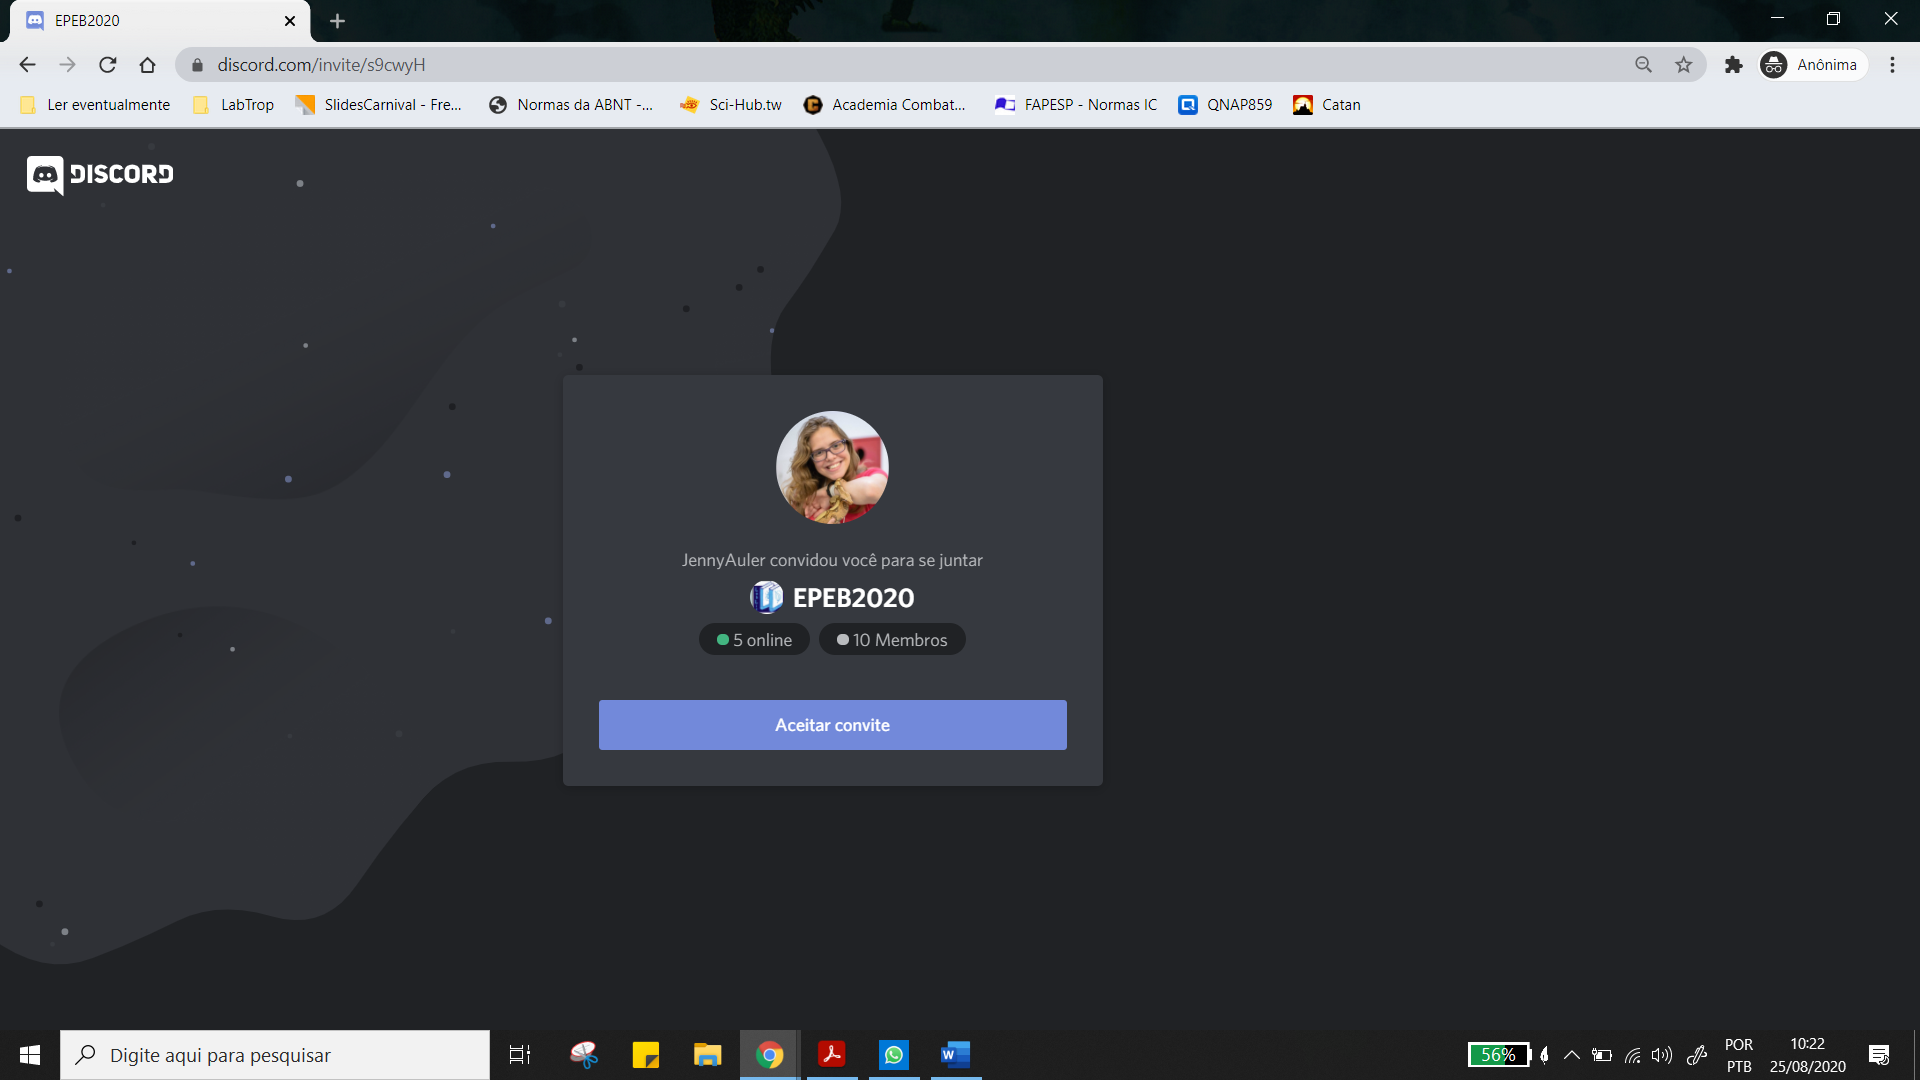 EPEB2020
discord.com/invite/s9cwyH
Anônima
Ler eventualmente
LabTrop
SlidesCarnival - Fre...
Normas da ABNT -...
Sci-Hub.tw
Academia Combat...
FAPESP - Normas IC
QNAP859
Catan
DISCORD
JennyAuler convidou você para se juntar
EPEB2020
5 online
10 Membros
Aceitar convite
Digite aqui para pesquisar
56%
POR
PTB
10:22
25/08/2020